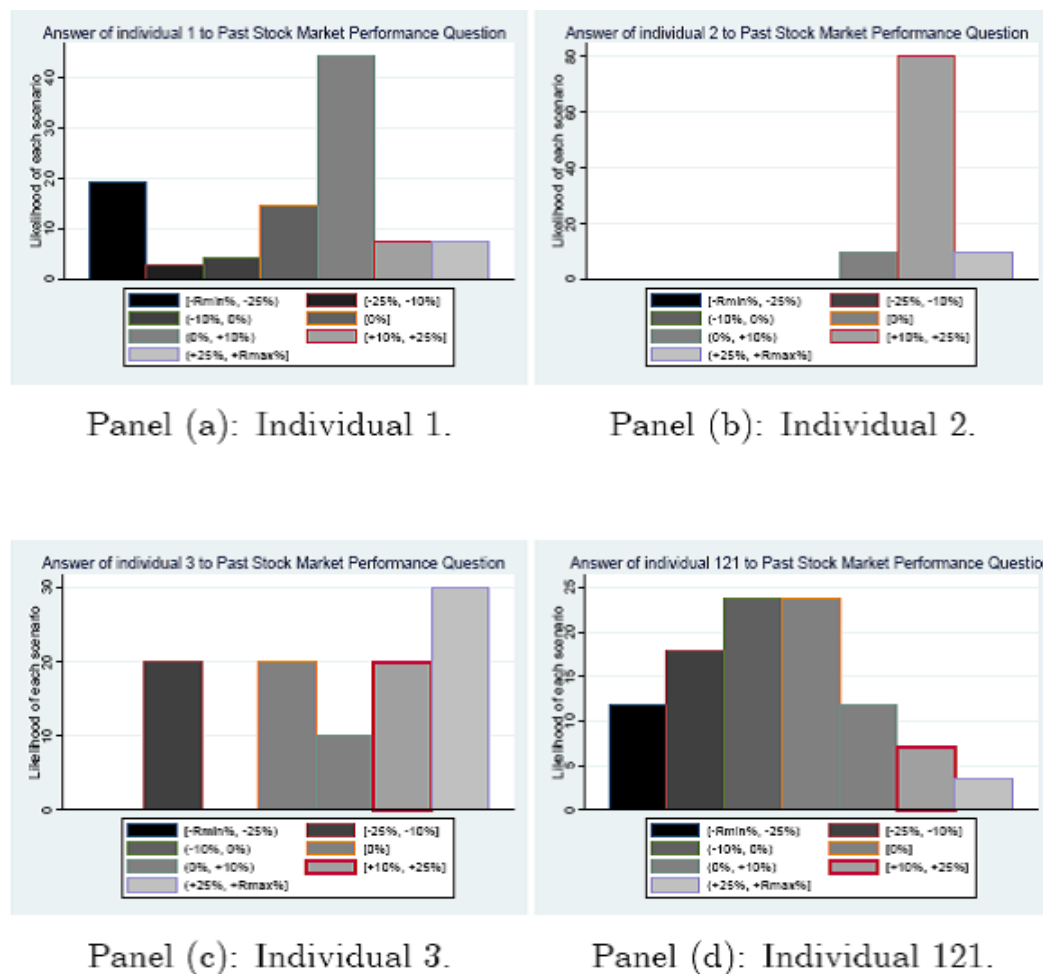 Answer of individual 1 to Past Stock Market Performance Question
Likelihood of each scenario
40
30
20
10
0
[-Rmin%, -25%) [-25%, -10%]
(-10%, 0%) [0%]
(0%, +10%) [+10%, +25%]
(+25%, +Rmax%]
Panel (a): Individual 1.
Answer of individual 2 to Past Stock Market Performance Question
Likelihood of each scenario
80
60
40
20
0
[-Rmin%, -25%) [-25%, -10%]
(-10%, 0%) [0%]
(0%, +10%) [+10%, +25%]
(+25%, +Rmax%]
Panel (b): Individual 2.
Answer of individual 3 to Past Stock Market Performance Question
Likelihood of each scenario
30
20
10
0
[-Rmin%, -25%) [-25%, -10%]
(-10%, 0%) [0%]
(0%, +10%) [+10%, +25%]
(+25%, +Rmax%]
Panel (c): Individual 3.
Answer of individual 121 to Past Stock Market Performance Questio
Likelihood of each scenario
25
20
15
10
5
0
[-Rmin%, -25%) [-25%, -10%]
(-10%, 0%) [0%]
(0%, +10%) [+10%, +25%]
(+25%, +Rmax%]
Panel (d): Individual 121.